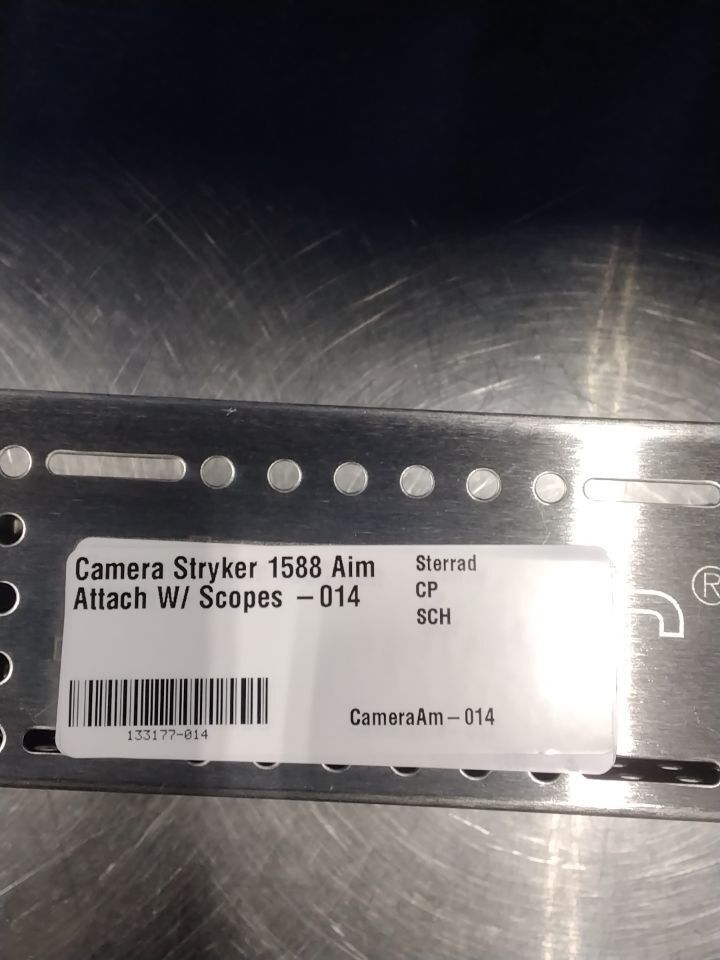 Camera Stryker 1588 Aim
Attach W/ Scopes –014
Sterrad
CP
SCH
133177-014
CameraAm–014
®